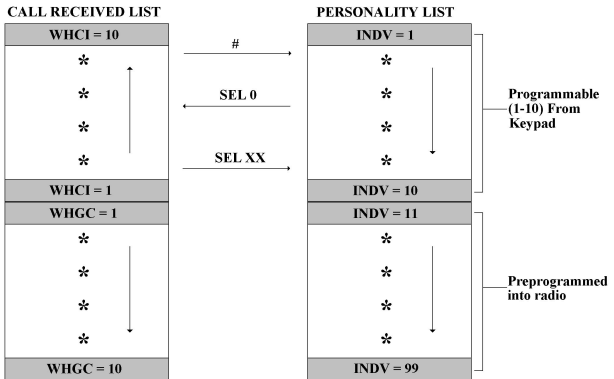 CALL RECEIVED LIST
PERSONALITY LIST
WHCI = 10
#
INDV = 1
*
*
*
SEL 0
*
Programmable
(1-10) From
Keypad
*
*
*
SEL XX
*
WHCI = 1
INDV = 10
WHGC = 1
INDV = 11
*
*
*
*
Preprogrammed
into radio
*
*
*
*
WHGC = 10
INDV = 99